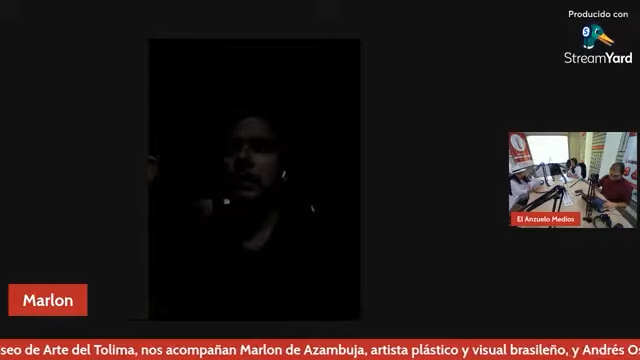 Producido con
StreamYard
El Anzuelo Medios
Marlon
seo de Arte del Tolima, nos acompañan Marlon de Azambuja, artista plástico y visual brasileño, y Andrés O